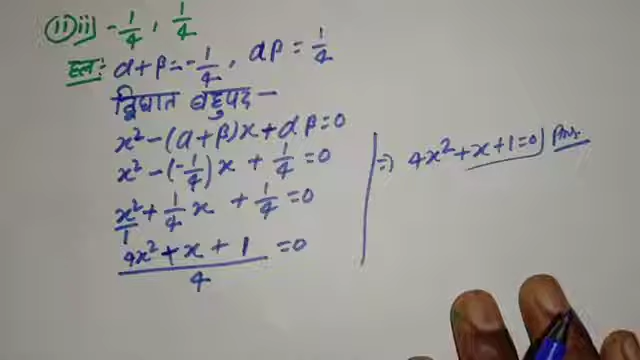 (ii) -1/4, 1/4
हल:- α+β=-1/4, αβ=1/4
द्विघात बहुपद -
x²-(α+β)x+αβ=0
x²-(-1/4)x+1/4=0
x²/1+1/4x+1/4=0
(4x²+x+1)/4=0
⇒ 4x²+x+1=0) Ans.